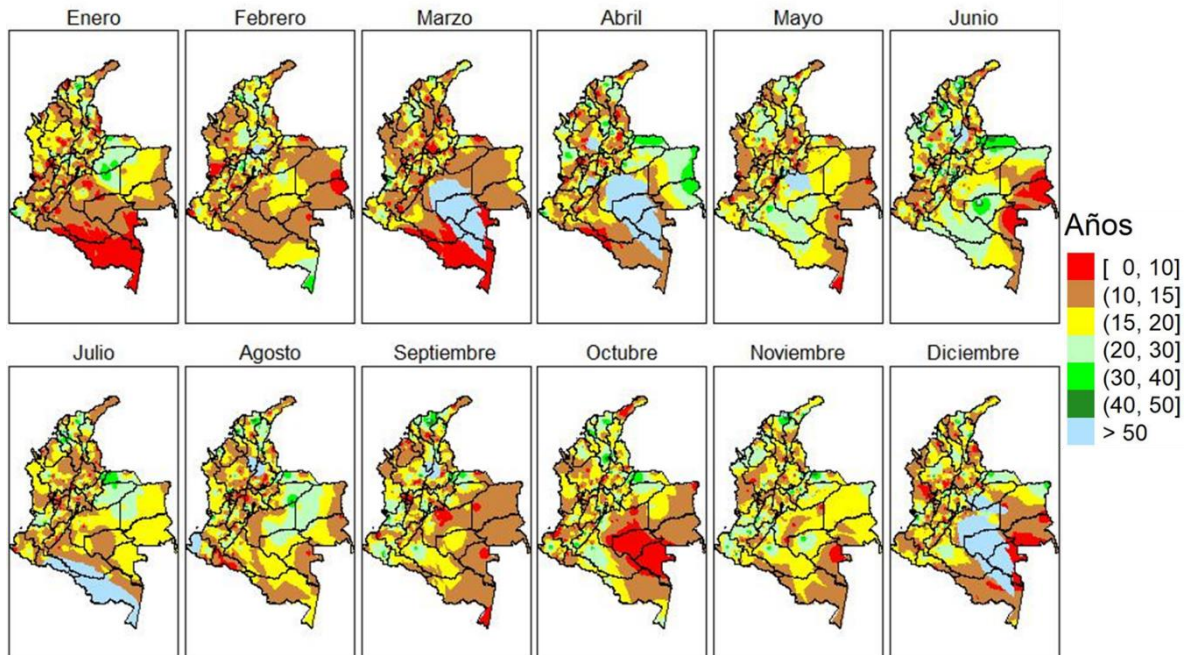 Enero
Febrero
Marzo
Abril
Mayo
Junio
Julio
Agosto
Septiembre
Octubre
Noviembre
Diciembre
Años
[ 0, 10]
(10, 15]
(15, 20]
(20, 30]
(30, 40]
(40, 50]
> 50